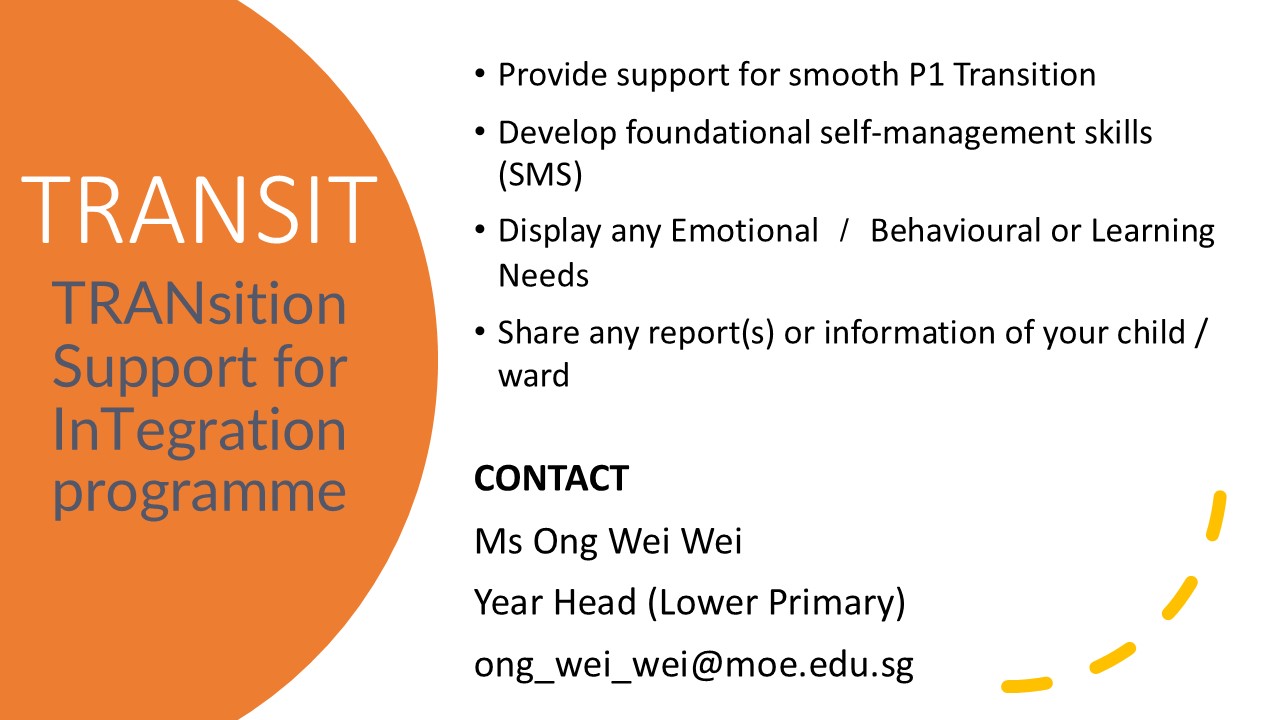 TRANSIT
TRANsition
Support for
InTegration
programme
• Provide support for smooth P1 Transition
• Develop foundational self-management skills
(SMS)
• Display any Emotional / Behavioural or Learning
Needs
• Share any report(s) or information of your child /
ward
CONTACT
Ms Ong Wei Wei
Year Head (Lower Primary)
ong_wei_wei@moe.edu.sg